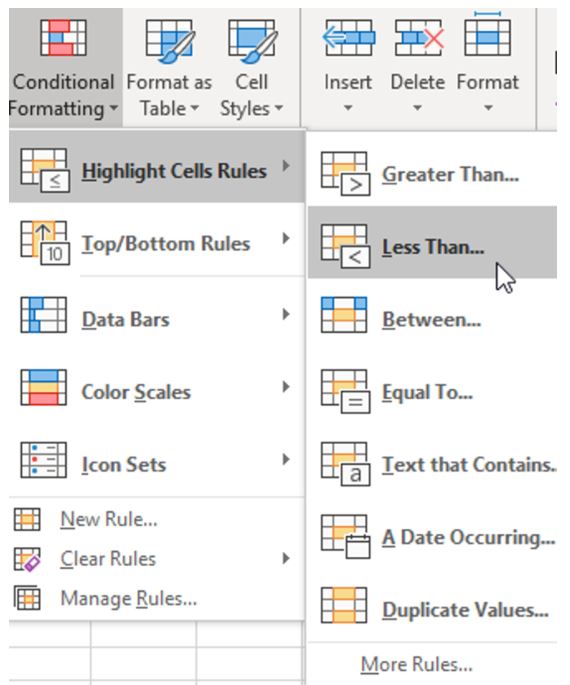 Conditional Formatting
Format as Table
Cell Styles
Insert
Delete
Format
Highlight Cells Rules
Top/Bottom Rules
10
Data Bars
Color Scales
Icon Sets
New Rule...
Clear Rules
Manage Rules...
≤
Greater Than...
>
Less Than...
<
Between...
Equal To...
=
Text that Contains..
a
A Date Occurring...
Duplicate Values...
More Rules...